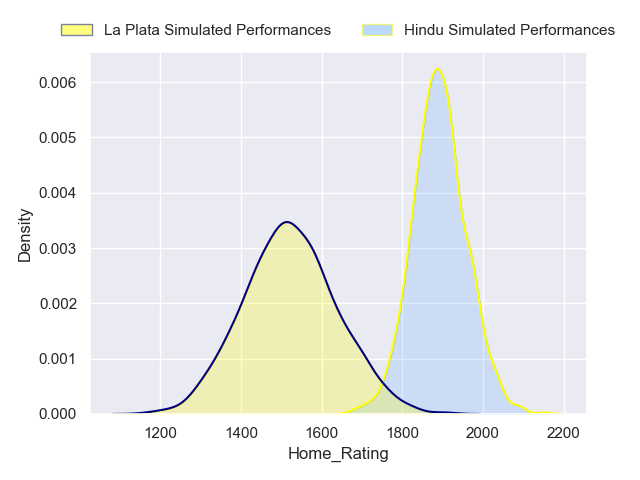 La Plata Simulated Performances Hindu Simulated Performances
0.006
0.005
0.004
0.003
0.002
0.001
0.000
Density
1200 1400 1600 1800 2000 2200
Home_Rating